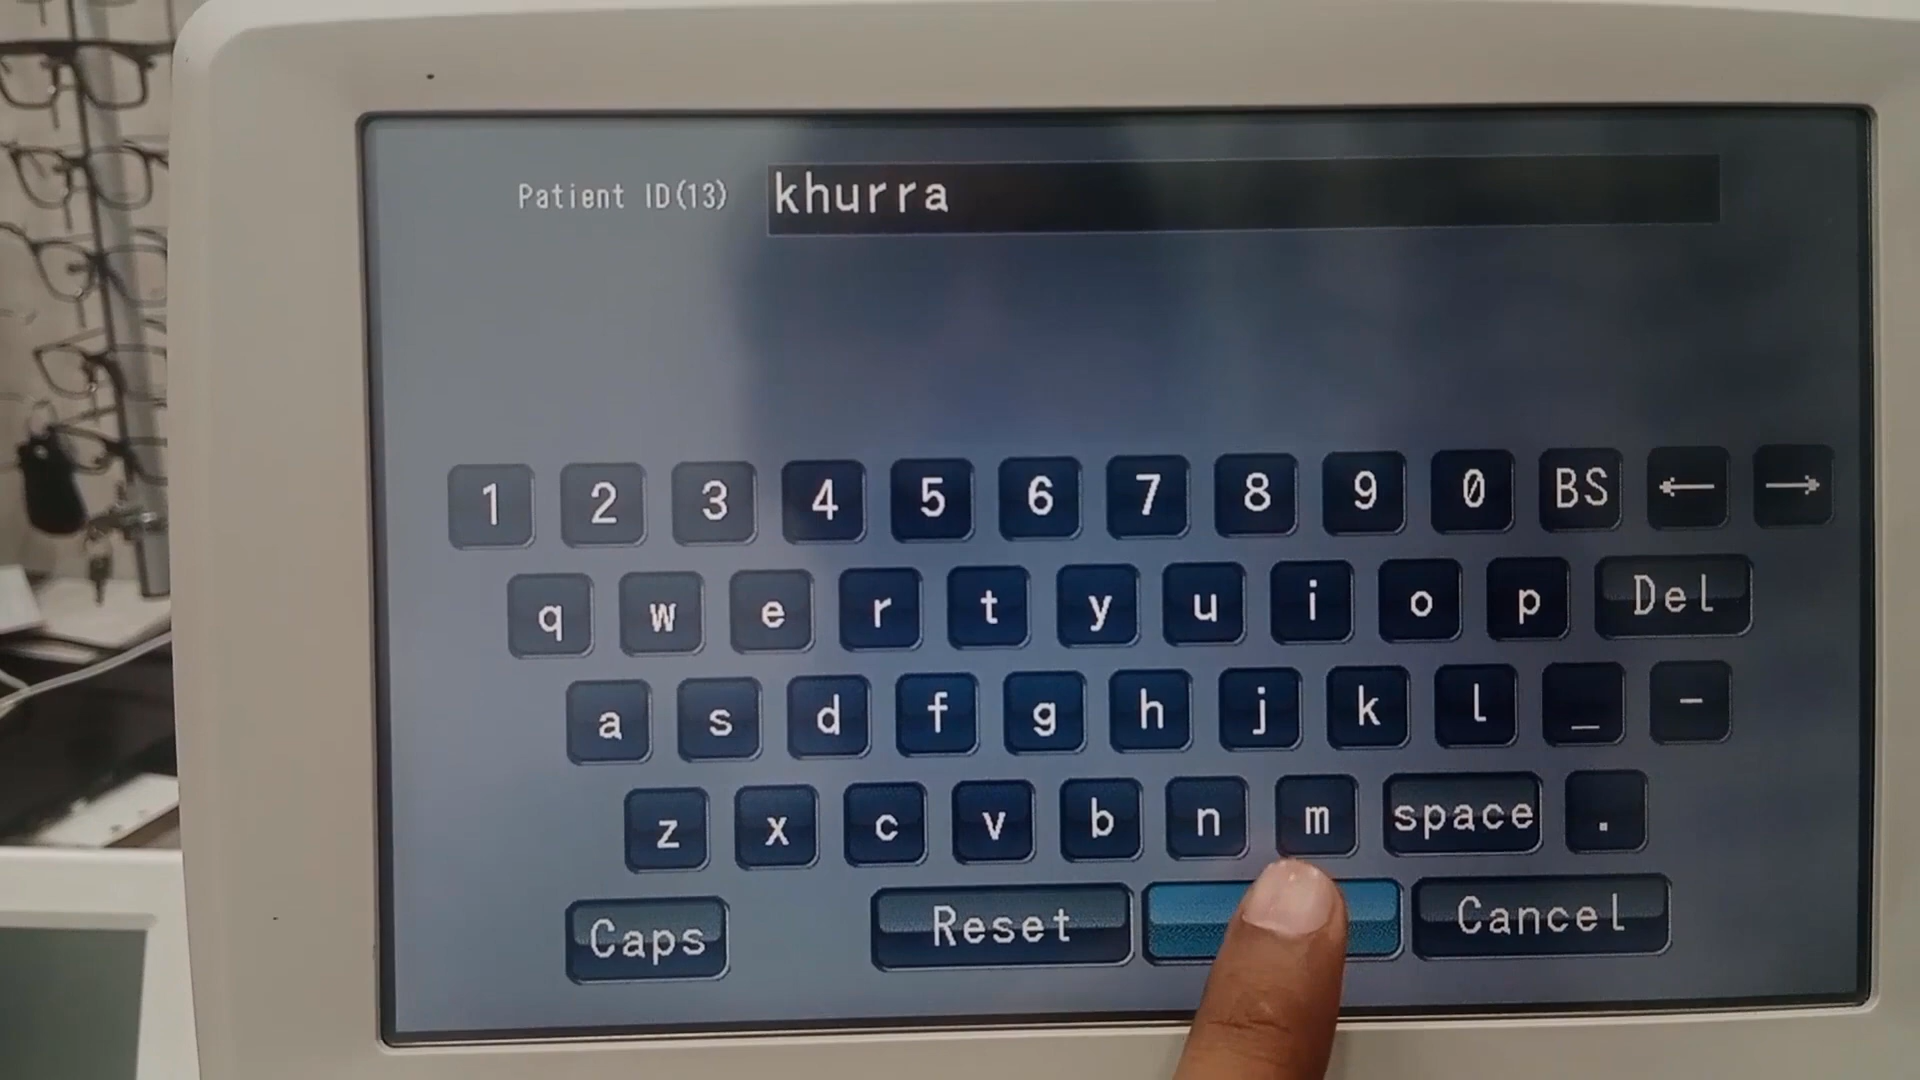 Patient ID(13) khurra
1 2 3 4 5 6 7 8 9 0 BS ← →
q w e r t y u i o p Del
a s d f g h j k l _ -
z x c v b n m space .
Caps Reset Cancel